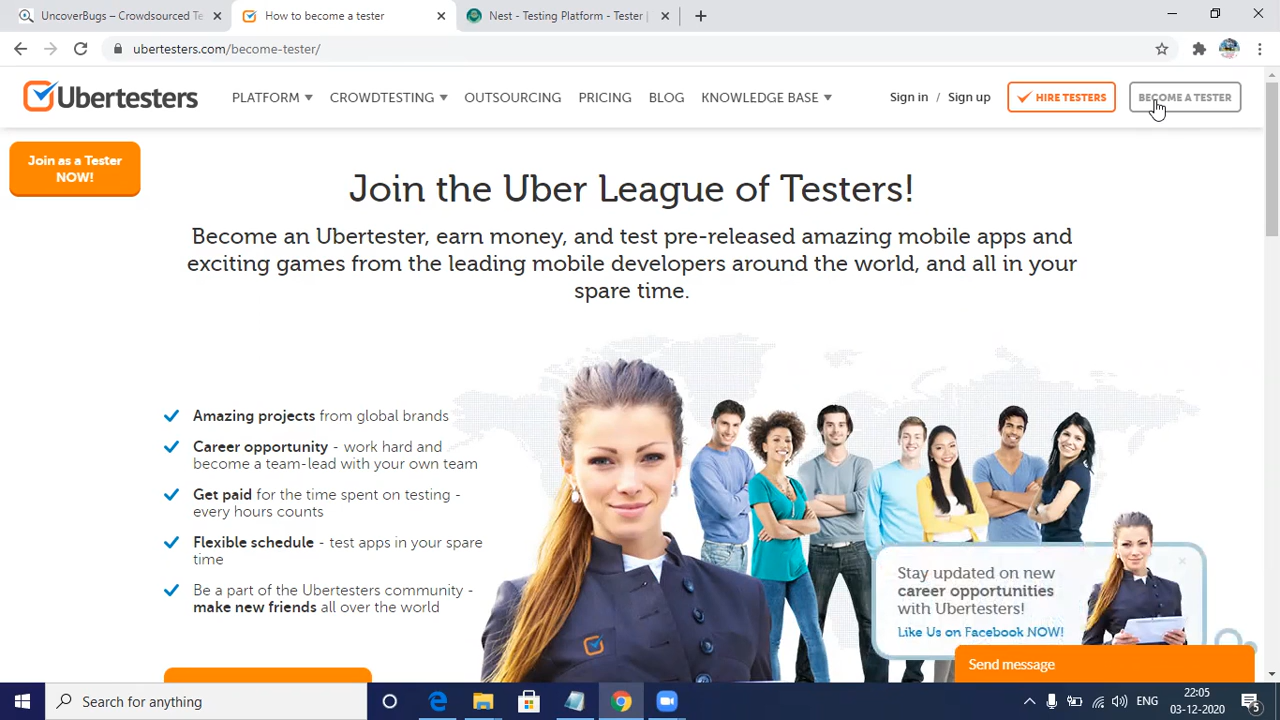 UncoverBugs – Crowdsourced Te
How to become a tester
Nest - Testing Platform - Tester |
ubertesters.com/become-tester/
Ubertesters
PLATFORM
CROWDTESTING
OUTSOURCING
PRICING
BLOG
KNOWLEDGE BASE
Sign in / Sign up
HIRE TESTERS
BECOME A TESTER
Join as a Tester
NOW!
Join the Uber League of Testers!
Become an Ubertester, earn money, and test pre-released amazing mobile apps and
exciting games from the leading mobile developers around the world, and all in your
spare time.
Amazing projects from global brands
Career opportunity - work hard and
become a team-lead with your own team
Get paid for the time spent on testing -
every hours counts
Flexible schedule - test apps in your spare
time
Be a part of the Ubertesters community -
make new friends all over the world
Stay updated on new
career opportunities
with Ubertesters!
Like Us on Facebook NOW!
Send message
Search for anything
ENG
22:05
03-12-2020
5